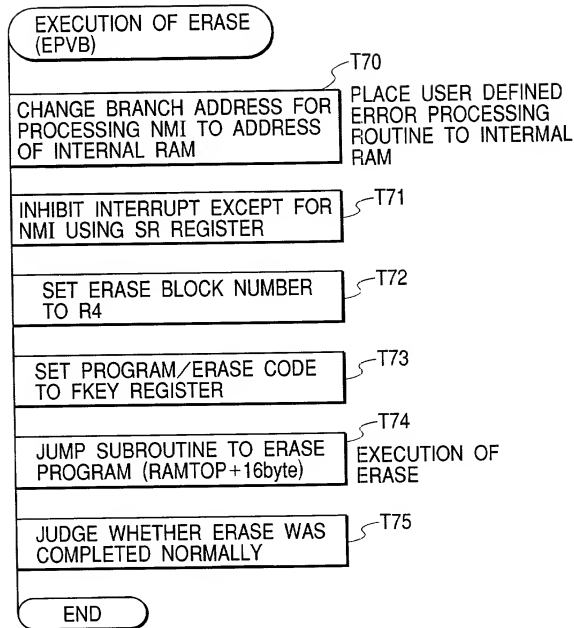 EXECUTION OF ERASE
(EPVB)
T70
CHANGE BRANCH ADDRESS FOR
PROCESSING NMI TO ADDRESS
OF INTERNAL RAM
PLACE USER DEFINED
ERROR PROCESSING
ROUTINE TO INTERMAL
RAM
T71
INHIBIT INTERRUPT EXCEPT FOR
NMI USING SR REGISTER
T72
SET ERASE BLOCK NUMBER
TO R4
T73
SET PROGRAM/ERASE CODE
TO FKEY REGISTER
T74
JUMP SUBROUTINE TO ERASE
PROGRAM (RAMTOP+16byte)
EXECUTION OF
ERASE
T75
JUDGE WHETHER ERASE WAS
COMPLETED NORMALLY
END